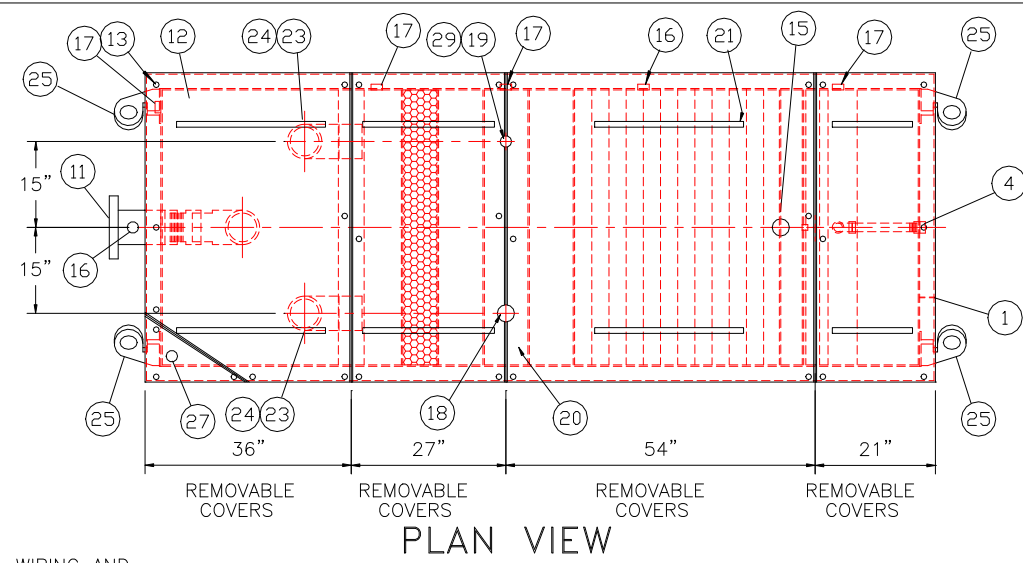 17 13 12 24 23 17 29 19 17 16 21 15 17 25
25
15”
11
4
16
15”
1
25 27 24 23 18 20 25
36” 27” 54” 21”
REMOVABLE COVERS REMOVABLE COVERS REMOVABLE COVERS REMOVABLE COVERS
PLAN VIEW
WIRING AND